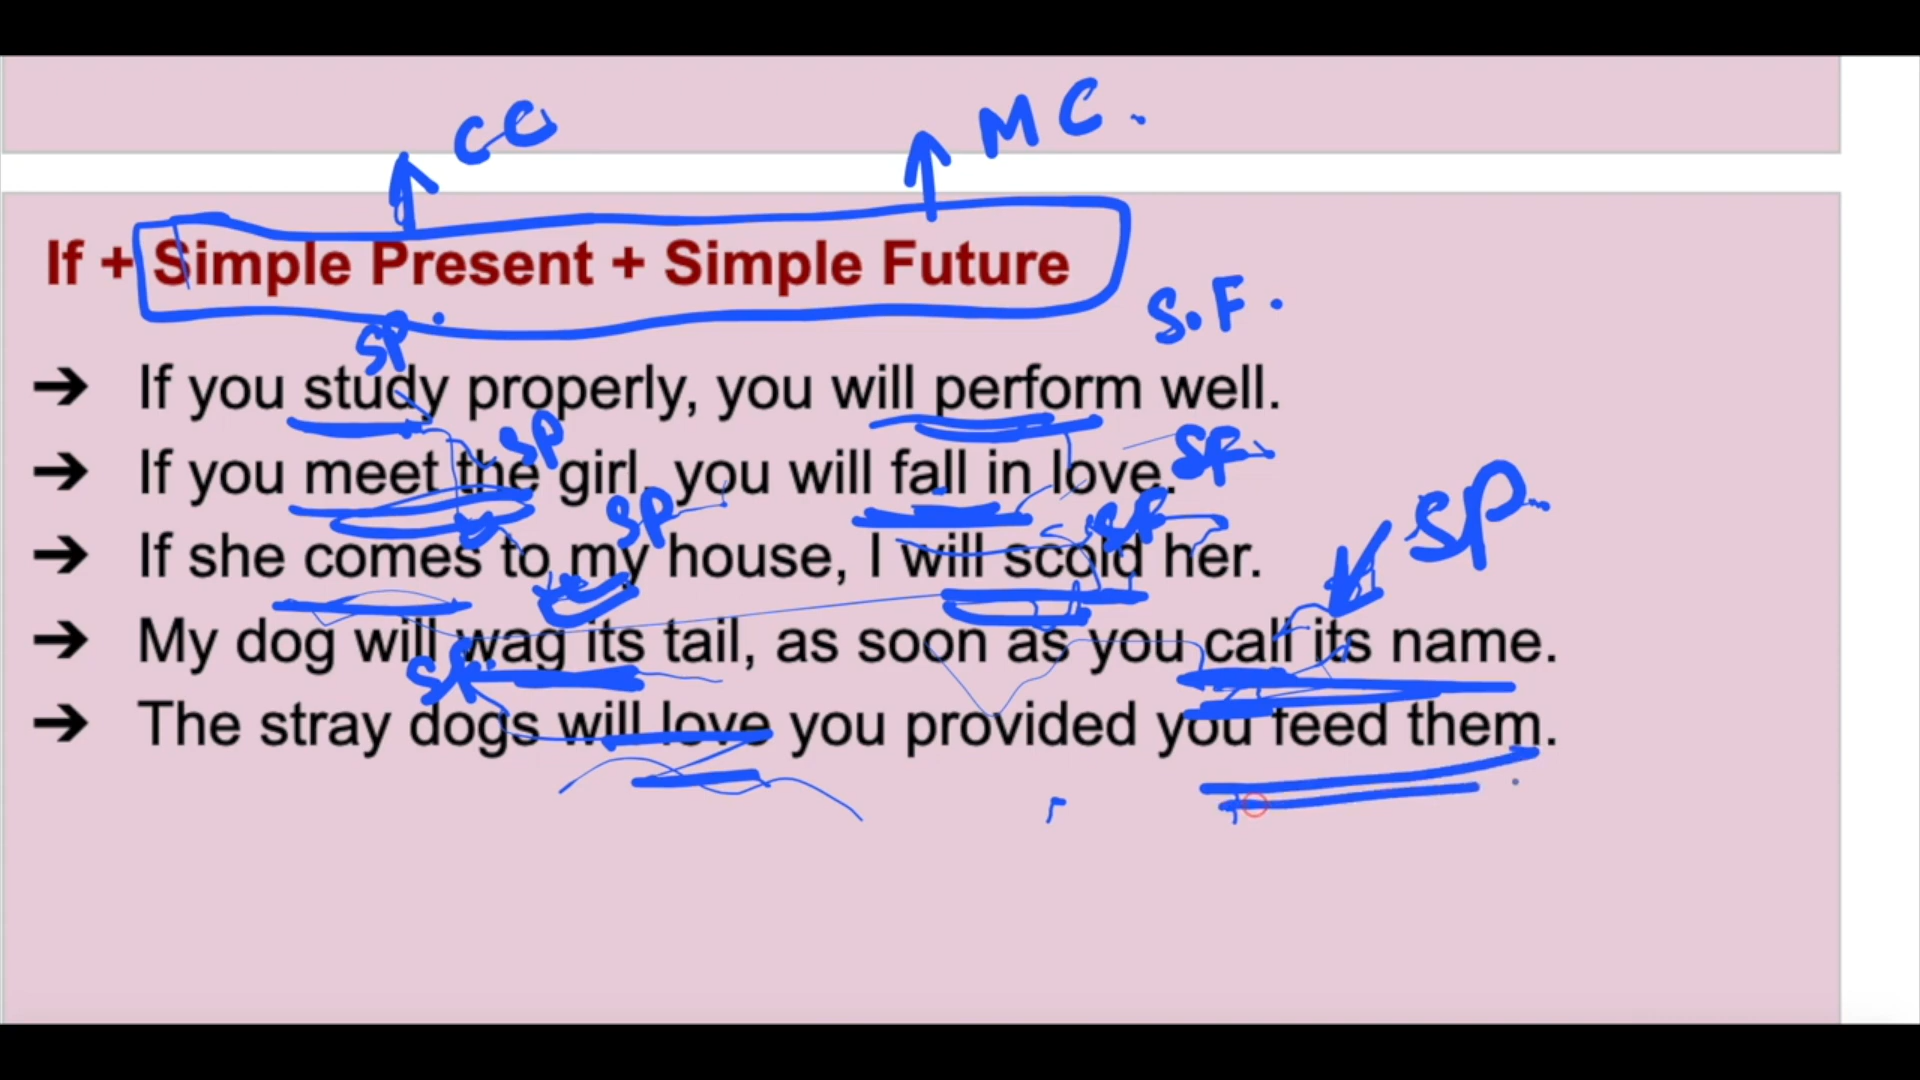 CC MC.
If + Simple Present + Simple Future
S.F.
SP.
→ If you study properly, you will perform well.
SP SF
→ If you meet the girl, you will fall in love.
SP SF SP
→ If she comes to my house, I will scold her.
→ My dog will wag its tail, as soon as you call its name.
SF.
→ The stray dogs will love you provided you feed them.